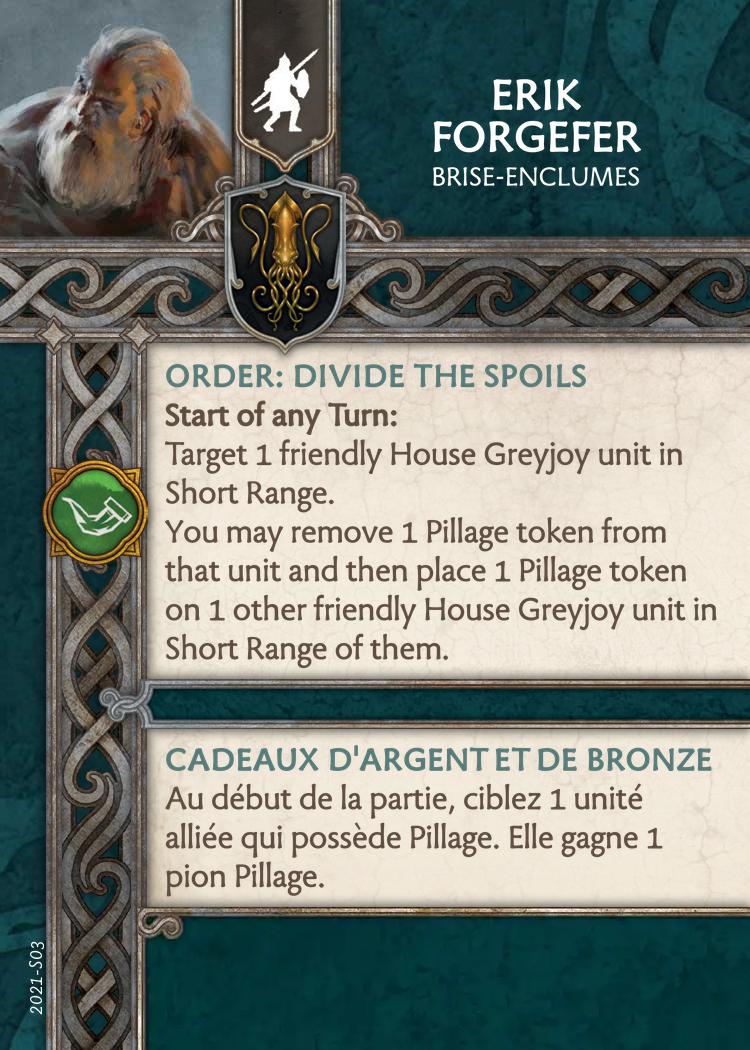 ERIK
FORGEFER
BRISE-ENCLUMES
ORDER: DIVIDE THE SPOILS
Start of any Turn:
Target 1 friendly House Greyjoy unit in
Short Range.
You may remove 1 Pillage token from
that unit and then place 1 Pillage token
on 1 other friendly House Greyjoy unit in
Short Range of them.
CADEAUX D'ARGENT ET DE BRONZE
Au début de la partie, ciblez 1 unité
alliée qui possède Pillage. Elle gagne 1
pion Pillage.
2021-S03